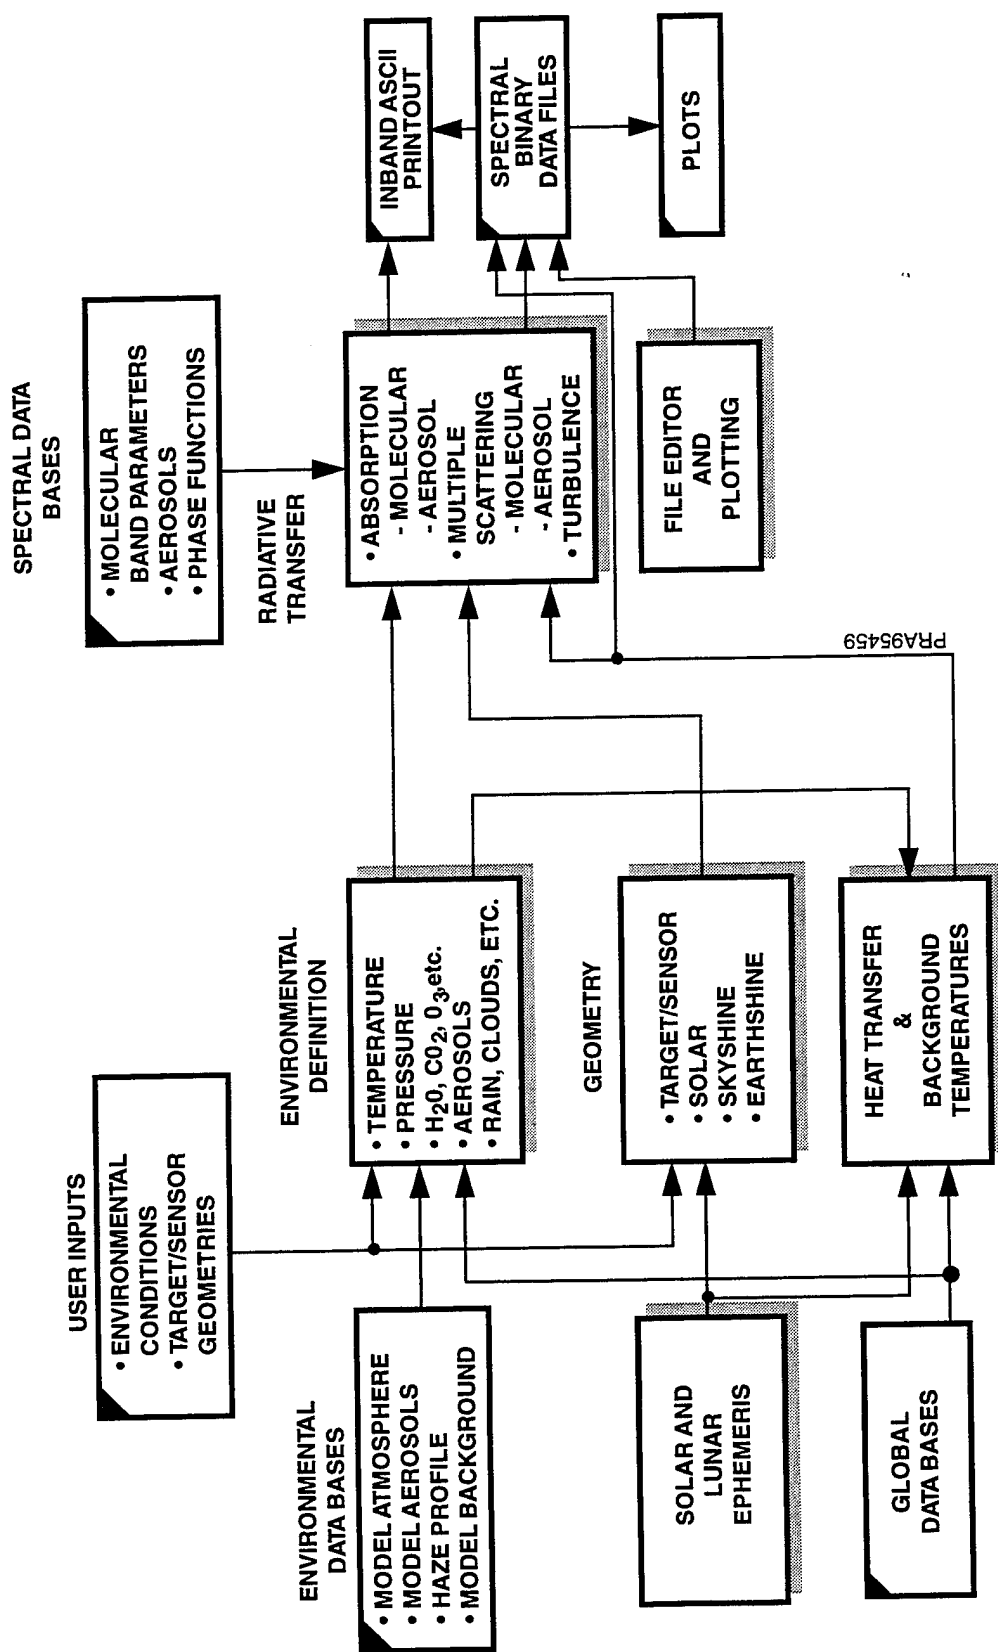 USER INPUTS
• ENVIRONMENTAL
CONDITIONS
• TARGET/SENSOR
GEOMETRIES
SPECTRAL DATA
BASES
• MOLECULAR
BAND PARAMETERS
• AEROSOLS
• PHASE FUNCTIONS
ENVIRONMENTAL
DATA BASES
• MODEL ATMOSPHERE
• MODEL AEROSOLS
• HAZE PROFILE
• MODEL BACKGROUND
ENVIRONMENTAL
DEFINITION
• TEMPERATURE
• PRESSURE
• H₂0, C0₂, 0₃,etc.
• AEROSOLS
• RAIN, CLOUDS, ETC.
RADIATIVE
TRANSFER
• ABSORPTION
- MOLECULAR
- AEROSOL
• MULTIPLE
SCATTERING
- MOLECULAR
- AEROSOL
• TURBULENCE
INBAND ASCII
PRINTOUT
SPECTRAL
BINARY
DATA FILES
PLOTS
SOLAR AND
LUNAR
EPHEMERIS
GEOMETRY
• TARGET/SENSOR
• SOLAR
• SKYSHINE
• EARTHSHINE
FILE EDITOR
AND
PLOTTING
GLOBAL
DATA BASES
HEAT TRANSFER
&
BACKGROUND
TEMPERATURES
PRA95459